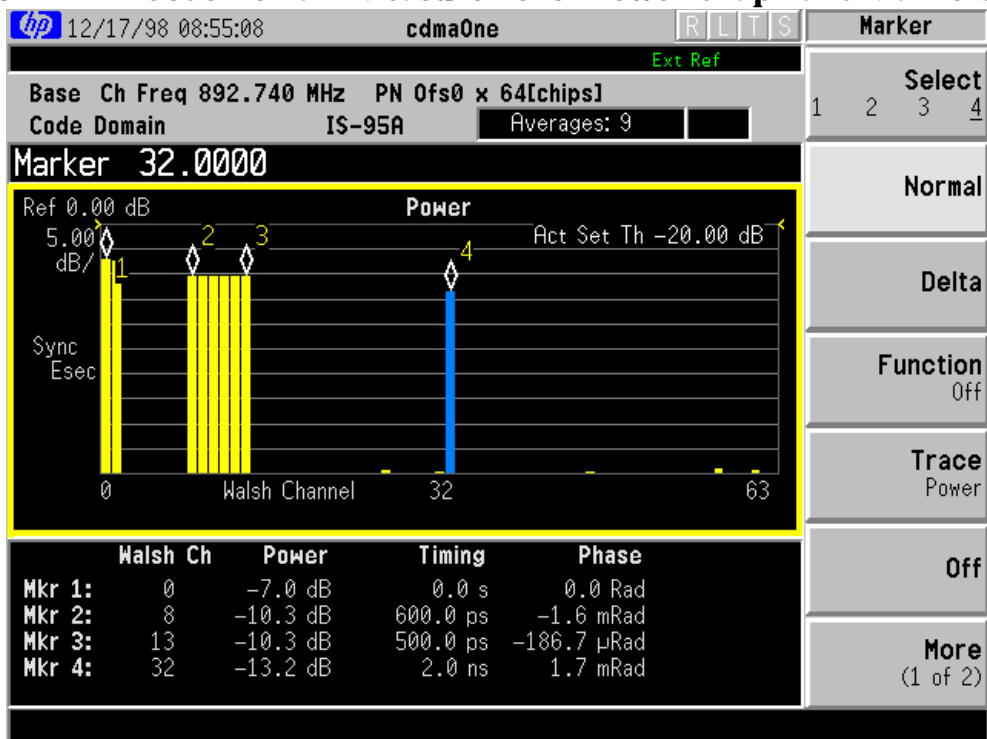 hp 12/17/98 08:55:08 cdmaOne R L T S Marker
Ext Ref
Base Ch Freq 892.740 MHz PN Ofs0 x 64[chips]
Code Domain IS-95A Averages: 9
Select
1 2 3 4
Marker 32.0000
Normal
Ref 0.00 dB Power
5.00 2 3 Act Set Th -20.00 dB
dB/ 1 4
Delta
Sync
Esec
Function
Off
Trace
Power
0 Walsh Channel 32 63
Walsh Ch Power Timing Phase
Off
Mkr 1: 0 -7.0 dB 0.0 s 0.0 Rad
Mkr 2: 8 -10.3 dB 600.0 ps -1.6 mRad
Mkr 3: 13 -10.3 dB 500.0 ps -186.7 µRad
Mkr 4: 32 -13.2 dB 2.0 ns 1.7 mRad
More
(1 of 2)